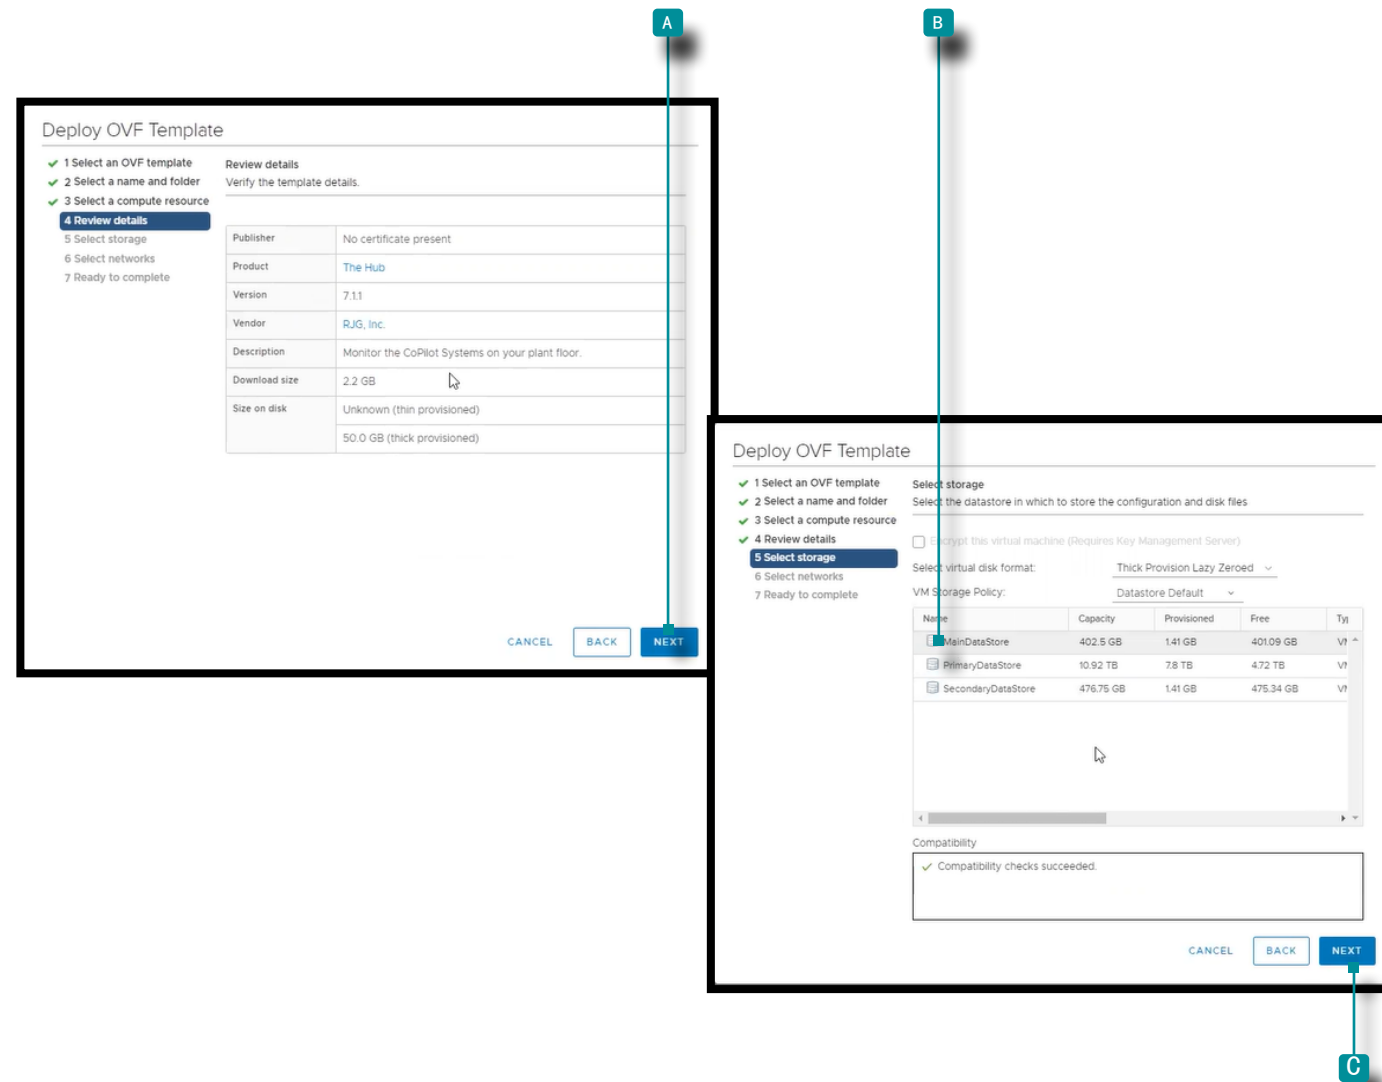 A
B
Deploy OVF Template
1 Select an OVF template
2 Select a name and folder
3 Select a compute resource
4 Review details
5 Select storage
6 Select networks
7 Ready to complete
Review details
Verify the template details.
Publisher No certificate present
Product The Hub
Version 7.1.1
Vendor RJG, Inc.
Description Monitor the CoPilot Systems on your plant floor.
Download size 2.2 GB
Size on disk Unknown (thin provisioned)
50.0 GB (thick provisioned)
CANCEL BACK NEXT
Deploy OVF Template
1 Select an OVF template
2 Select a name and folder
3 Select a compute resource
4 Review details
5 Select storage
6 Select networks
7 Ready to complete
Select storage
Select the datastore in which to store the configuration and disk files
Encrypt this virtual machine (Requires Key Management Server)
Select virtual disk format: Thick Provision Lazy Zeroed
VM Storage Policy: Datastore Default
Name Capacity Provisioned Free Typ
MainDataStore 402.5 GB 1.41 GB 401.09 GB VM
PrimaryDataStore 10.92 TB 7.8 TB 4.72 TB VM
SecondaryDataStore 476.75 GB 1.41 GB 475.34 GB VM
Compatibility
Compatibility checks succeeded.
CANCEL BACK NEXT
C